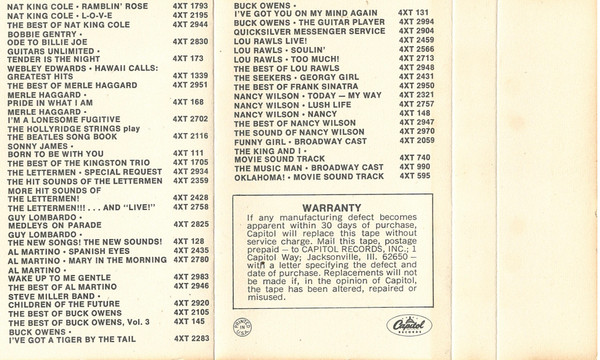 NAT KING COLE • RAMBLIN' ROSE 4XT 1793
NAT KING COLE • L-O-V-E 4XT 2195
THE BEST OF NAT KING COLE 4XT 2944
BOBBIE GENTRY •
ODE TO BILLIE JOE 4XT 2830
GUITARS UNLIMITED •
TENDER IS THE NIGHT 4XT 173
WEBLEY EDWARDS • HAWAII CALLS:
GREATEST HITS 4XT 1339
THE BEST OF MERLE HAGGARD 4XT 2951
MERLE HAGGARD •
PRIDE IN WHAT I AM 4XT 168
MERLE HAGGARD •
I'M A LONESOME FUGITIVE 4XT 2702
THE HOLLYRIDGE STRINGS play
THE BEATLES SONG BOOK 4XT 2116
SONNY JAMES •
BORN TO BE WITH YOU 4XT 111
THE BEST OF THE KINGSTON TRIO 4XT 1705
THE LETTERMEN • SPECIAL REQUEST 4XT 2934
THE HIT SOUNDS OF THE LETTERMEN 4XT 2359
MORE HIT SOUNDS OF
THE LETTERMEN! 4XT 2428
THE LETTERMEN!!! . . . AND "LIVE!" 4XT 2758
GUY LOMBARDO •
MEDLEYS ON PARADE 4XT 2825
GUY LOMBARDO •
THE NEW SONGS! THE NEW SOUNDS! 4XT 128
AL MARTINO • SPANISH EYES 4XT 2435
AL MARTINO • MARY IN THE MORNING 4XT 2780
AL MARTINO •
WAKE UP TO ME GENTLE 4XT 2983
THE BEST OF AL MARTINO 4XT 2946
STEVE MILLER BAND •
CHILDREN OF THE FUTURE 4XT 2920
THE BEST OF BUCK OWENS 4XT 2105
THE BEST OF BUCK OWENS, Vol. 3 4XT 145
BUCK OWENS •
I'VE GOT A TIGER BY THE TAIL 4XT 2283
BUCK OWENS •
I'VE GOT YOU ON MY MIND AGAIN 4XT 131
BUCK OWENS • THE GUITAR PLAYER 4XT 2994
QUICKSILVER MESSENGER SERVICE 4XT 2904
LOU RAWLS LIVE! 4XT 2459
LOU RAWLS • SOULIN' 4XT 2566
LOU RAWLS • TOO MUCH! 4XT 2713
THE BEST OF LOU RAWLS 4XT 2948
THE SEEKERS • GEORGY GIRL 4XT 2431
THE BEST OF FRANK SINATRA 4XT 2950
NANCY WILSON • TODAY — MY WAY 4XT 2321
NANCY WILSON • LUSH LIFE 4XT 2757
NANCY WILSON • NANCY 4XT 148
THE BEST OF NANCY WILSON 4XT 2947
THE SOUND OF NANCY WILSON 4XT 2970
FUNNY GIRL • BROADWAY CAST 4XT 2059
THE KING AND I •
MOVIE SOUND TRACK 4XT 740
THE MUSIC MAN • BROADWAY CAST 4XT 990
OKLAHOMA! • MOVIE SOUND TRACK 4XT 595
WARRANTY
If any manufacturing defect becomes
apparent within 30 days of purchase,
Capitol will replace this tape without
service charge. Mail this tape, postage
prepaid — to CAPITOL RECORDS, INC.; 1
Capitol Way; Jacksonville, Ill. 62650 —
with a letter specifying the defect and
date of purchase. Replacements will not
be made if, in the opinion of Capitol,
the tape has been altered, repaired or
misused.
PRINTED IN U.S.A.
Capitol
RECORDS